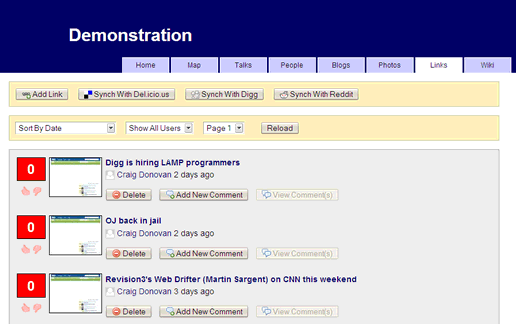 Demonstration
Home Map Talks People Blogs Photos Links Wiki
Add Link Synch With Del.icio.us Synch With Digg Synch With Reddit
Sort By Date Show All Users Page 1 Reload
0
Digg is hiring LAMP programmers
Craig Donovan 2 days ago
Delete Add New Comment View Comment(s)
0
OJ back in jail
Craig Donovan 2 days ago
Delete Add New Comment View Comment(s)
0
Revision3's Web Drifter (Martin Sargent) on CNN this weekend
Craig Donovan 3 days ago
Delete Add New Comment View Comment(s)